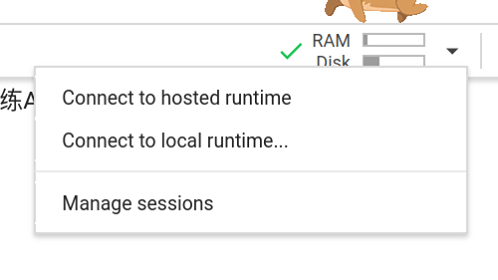 RAM
Disk
练A
Connect to hosted runtime
Connect to local runtime...
Manage sessions